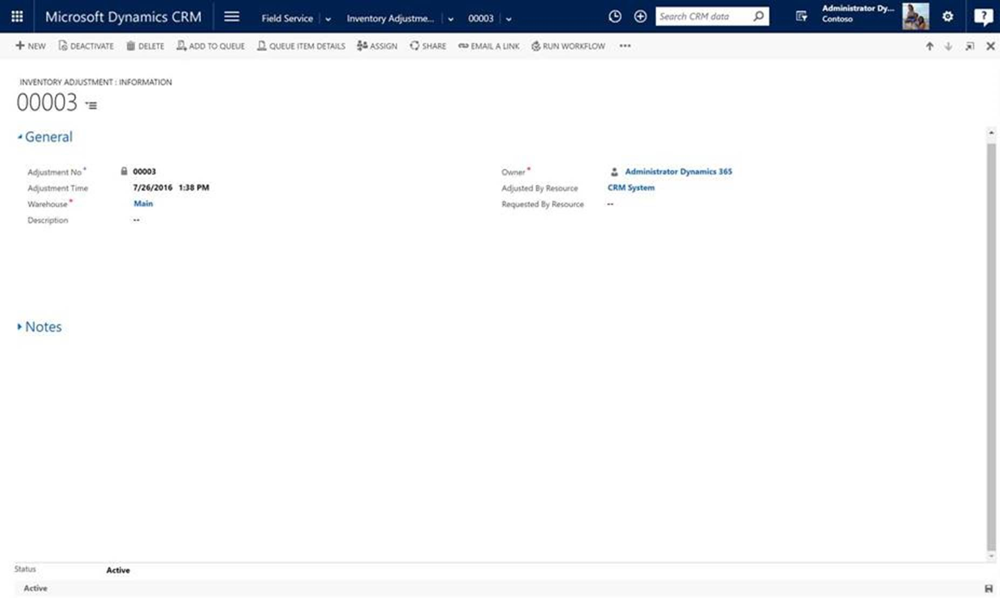 Microsoft Dynamics CRM Field Service Inventory Adjustme... 00003 Search CRM data Administrator Dy... Contoso ?
NEW DEACTIVATE DELETE ADD TO QUEUE QUEUE ITEM DETAILS ASSIGN SHARE EMAIL A LINK RUN WORKFLOW •••
INVENTORY ADJUSTMENT : INFORMATION
00003
General
Adjustment No* 00003
Adjustment Time 7/26/2016 1:38 PM
Warehouse* Main
Description --
Owner* Administrator Dynamics 365
Adjusted By Resource CRM System
Requested By Resource --
Notes
Status Active
Active